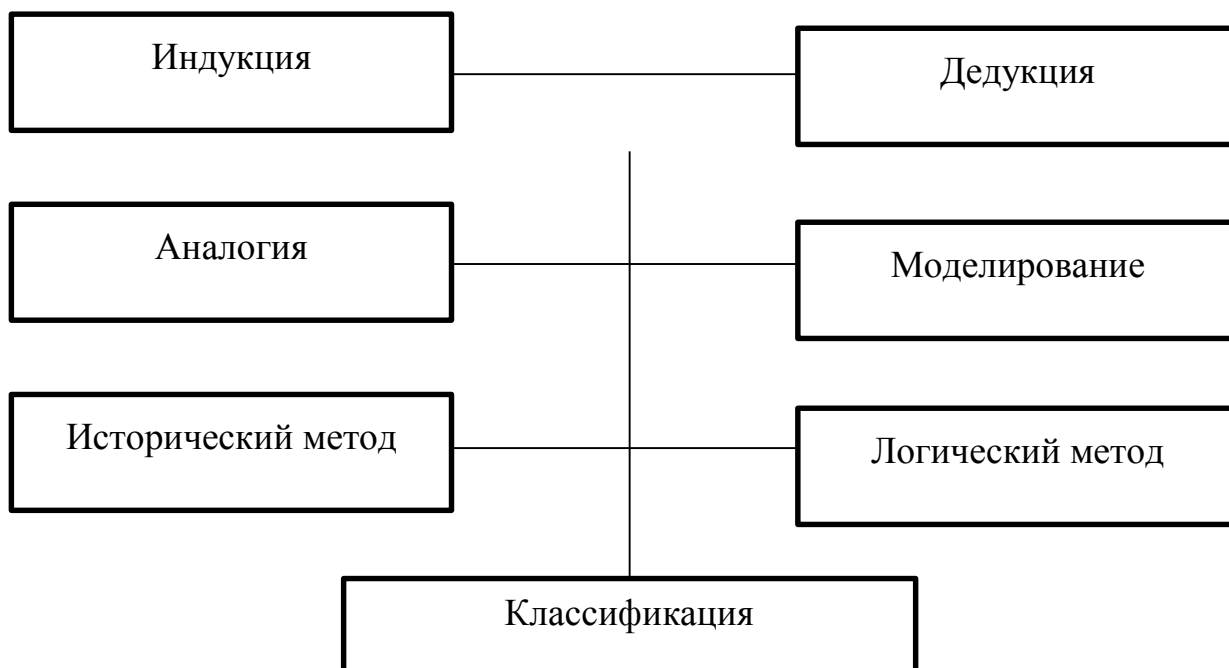 Индукция
Дедукция
Аналогия
Моделирование
Исторический метод
Логический метод
Классификация